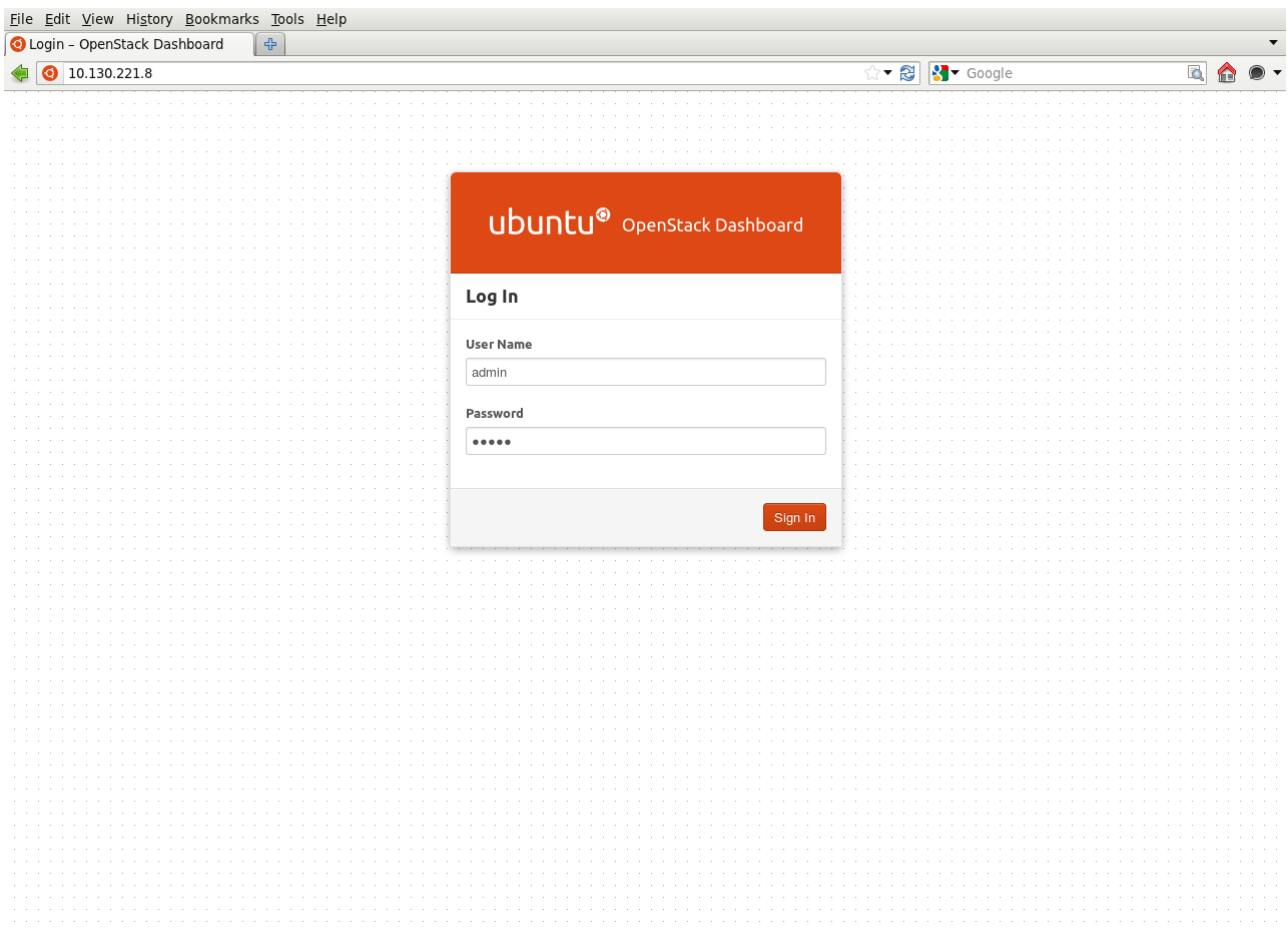 File Edit View History Bookmarks Tools Help
Login – OpenStack Dashboard
10.130.221.8 Google
ubuntu OpenStack Dashboard
Log In
User Name
admin
Password
•••••
Sign In